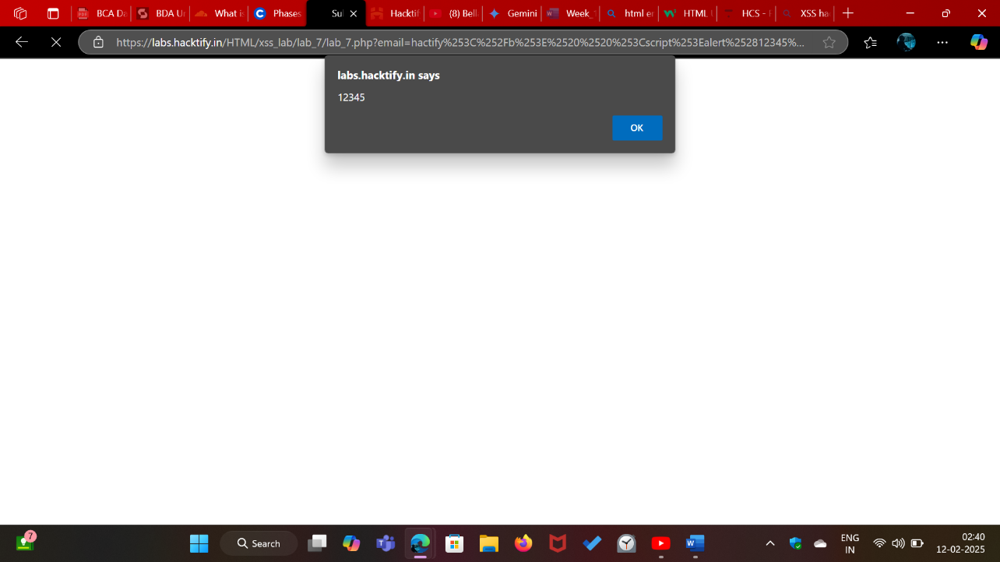 BCA Da
BDA Un
What i
Phases
Sul
Hacktif
(8) Bell
Gemini
Week_
html en
HTML
HCS -
XSS ha
https://labs.hacktify.in/HTML/xss_lab/lab_7/lab_7.php?email=hactify%253C%252Fb%253E%2520%2520%253Cscript%253Ealert%252812345%...
labs.hacktify.in says
12345
OK
7
Search
ENG
IN
02:40
12-02-2025